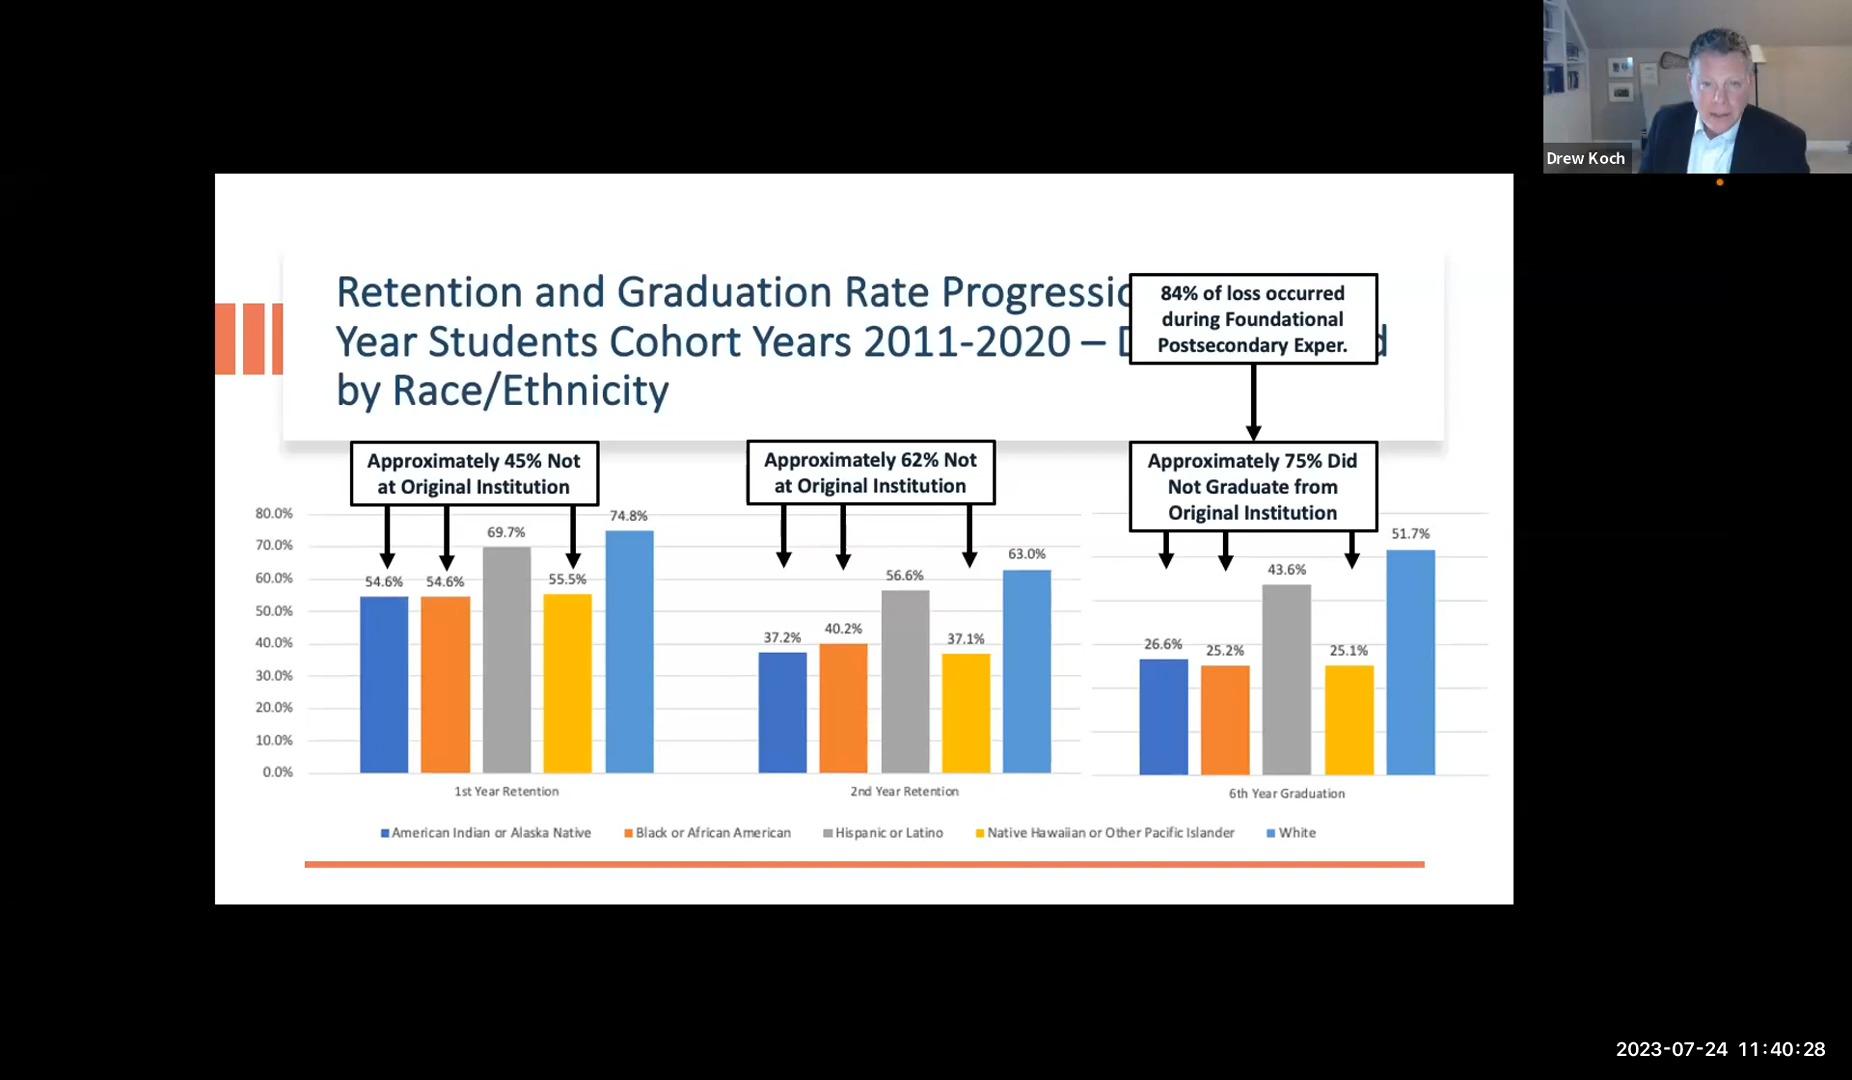 Drew Koch
Retention and Graduation Rate
Year Students Cohort Years 2011-2020 –
by Race/Ethnicity
84% of loss occurred
during Foundational
Postsecondary Exper.
Approximately 45% Not
at Original Institution
Approximately 62% Not
at Original Institution
Approximately 75% Did
Not Graduate from
Original Institution
80.0%
70.0%
60.0%
50.0%
40.0%
30.0%
20.0%
10.0%
0.0%
54.6%
54.6%
69.7%
55.5%
74.8%
1st Year Retention
37.2%
40.2%
56.6%
37.1%
63.0%
2nd Year Retention
26.6%
25.2%
43.6%
25.1%
51.7%
6th Year Graduation
American Indian or Alaska Native
Black or African American
Hispanic or Latino
Native Hawaiian or Other Pacific Islander
White
2023-07-24 11:40:28